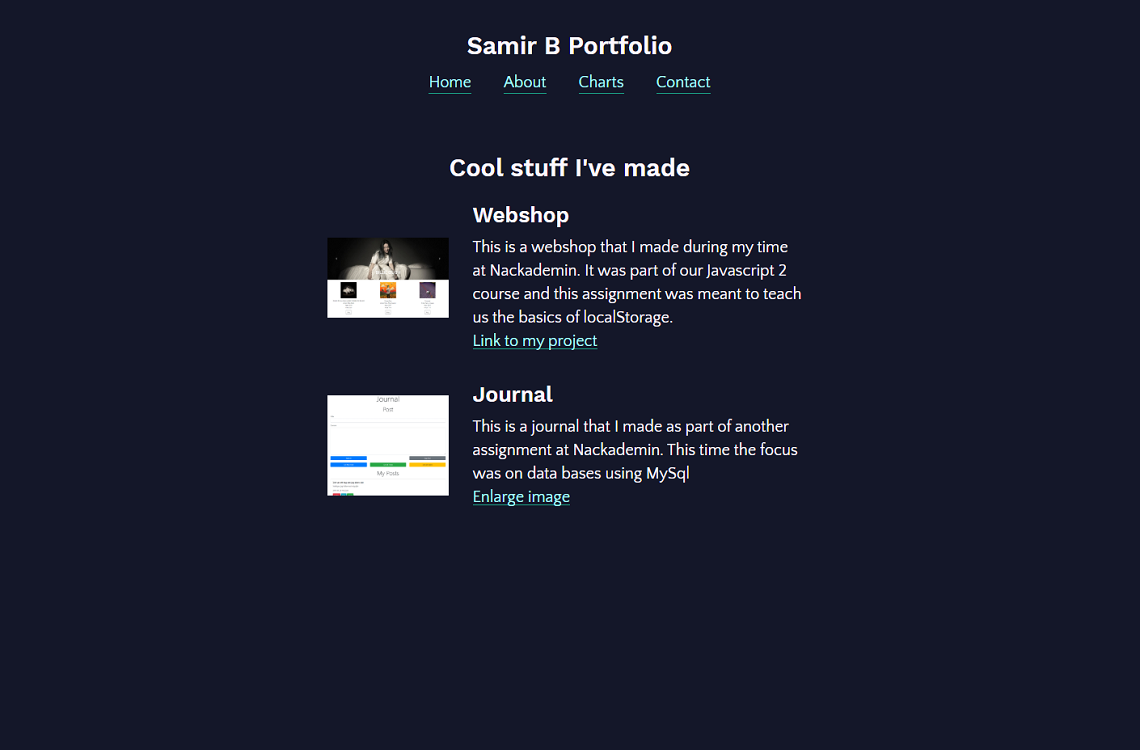 Samir B Portfolio
Home About Charts Contact
Cool stuff I've made
Webshop
This is a webshop that I made during my time
at Nackademin. It was part of our Javascript 2
course and this assignment was meant to teach
us the basics of localStorage.
Link to my project
Journal
Post
My Posts
Journal
This is a journal that I made as part of another
assignment at Nackademin. This time the focus
was on data bases using MySql
Enlarge image